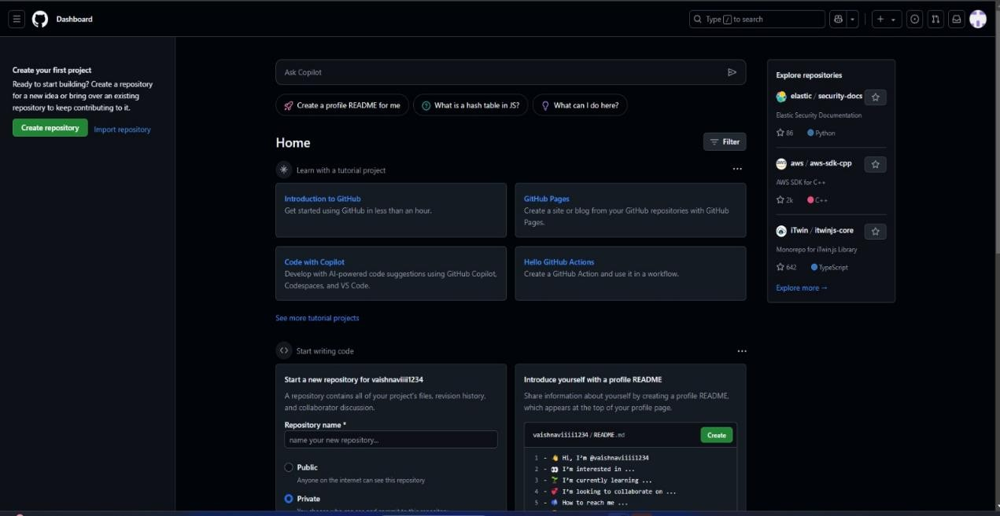 Dashboard
Type / to search
Create your first project
Ready to start building? Create a repository
for a new idea or bring over an existing
repository to keep contributing to it.
Create repository
Import repository
Ask Copilot
Create a profile README for me
What is a hash table in JS?
What can I do here?
Home
Filter
Learn with a tutorial project
Introduction to GitHub
Get started using GitHub in less than an hour.
GitHub Pages
Create a site or blog from your GitHub repositories with GitHub
Pages.
Code with Copilot
Develop with AI-powered code suggestions using GitHub Copilot,
Codespaces, and VS Code.
Hello GitHub Actions
Create a GitHub Action and use it in a workflow.
See more tutorial projects
Start writing code
Start a new repository for vaishnaviiii1234
A repository contains all of your project's files, revision history,
and collaborator discussion.
Repository name *
name your new repository...
Public
Anyone on the internet can see this repository
Private
You choose who can see and commit to this repository
Introduce yourself with a profile README
Share information about yourself by creating a profile README,
which appears at the top of your profile page.
vaishnaviiii1234 / README.md
Create
1 - 👋 Hi, I'm @vaishnaviiii1234
2 - 👀 I'm interested in ...
3 - 🌱 I'm currently learning ...
4 - 💞️ I'm looking to collaborate on ...
5 - 📫 How to reach me ...
Explore repositories
elastic / security-docs
Elastic Security Documentation
86 Python
aws / aws-sdk-cpp
AWS SDK for C++
2k C++
iTwin / itwinjs-core
Monorepo for iTwin.js Library
642 TypeScript
Explore more →